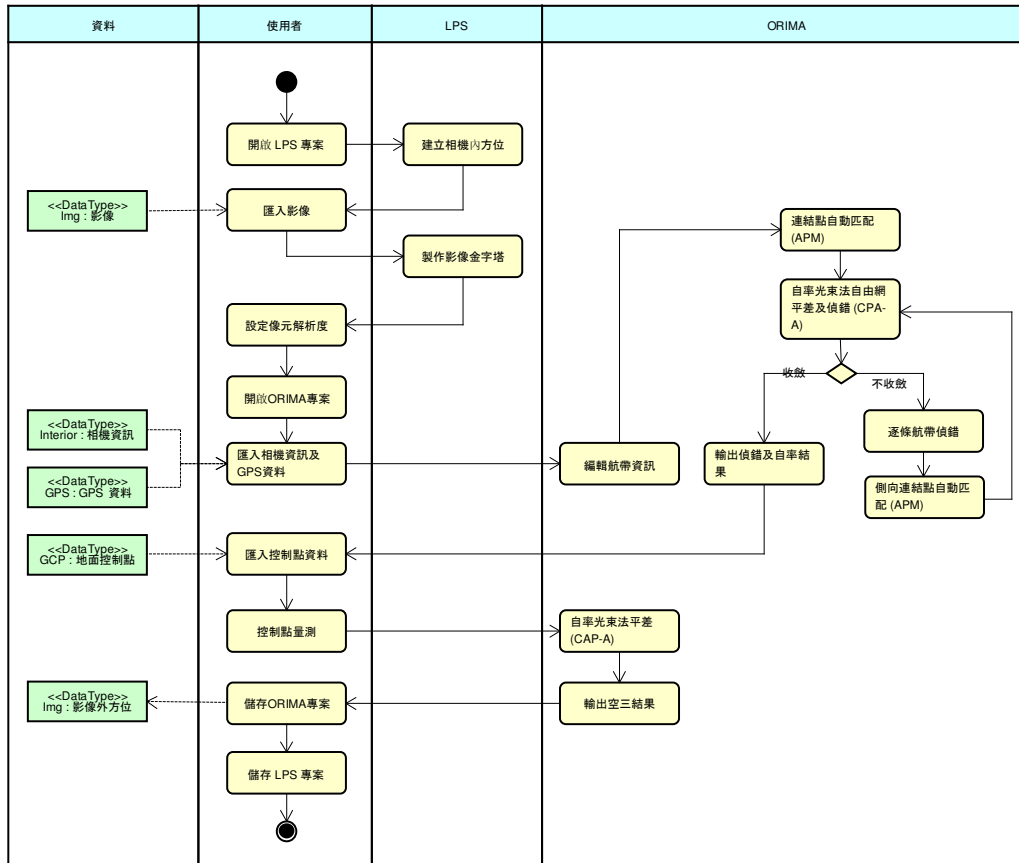 資料
使用者
LPS
ORIMA
開啟 LPS 專案
建立相機內方位
<<DataType>>
Img : 影像
匯入影像
製作影像金字塔
設定像元解析度
開啟ORIMA專案
<<DataType>>
Interior : 相機資訊
<<DataType>>
GPS : GPS 資料
匯入相機資訊及
GPS資料
編輯航帶資訊
連結點自動匹配
(APM)
自率光束法自由網
平差及偵錯 (CPA-
A)
收斂
不收斂
逐條航帶偵錯
側向連結點自動匹
配 (APM)
輸出偵錯及自率結
果
<<DataType>>
GCP : 地面控制點
匯入控制點資料
控制點量測
自率光束法平差
(CAP-A)
輸出空三結果
<<DataType>>
Img : 影像外方位
儲存ORIMA專案
儲存 LPS 專案